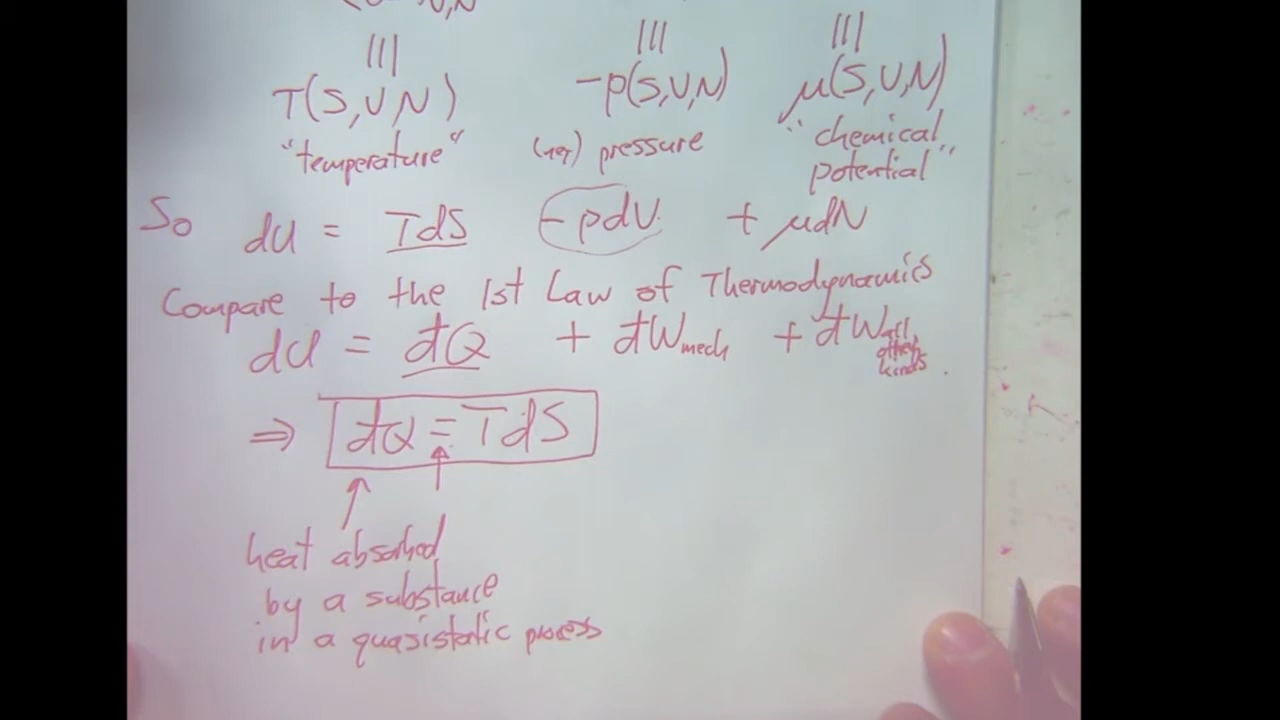 V,N
||| ||| |||
T(S,V,N) -p(S,V,N) μ(S,V,N)
"temperature" pressure "chemical
potential"
So dU = TdS -pdV + μdN
Compare to the 1st Law of Thermodynamics
dU = đQ + đWmech + đWall
other
kinds.
⇒ đQ = TdS
heat absorbed
by a substance
in a quasistatic process